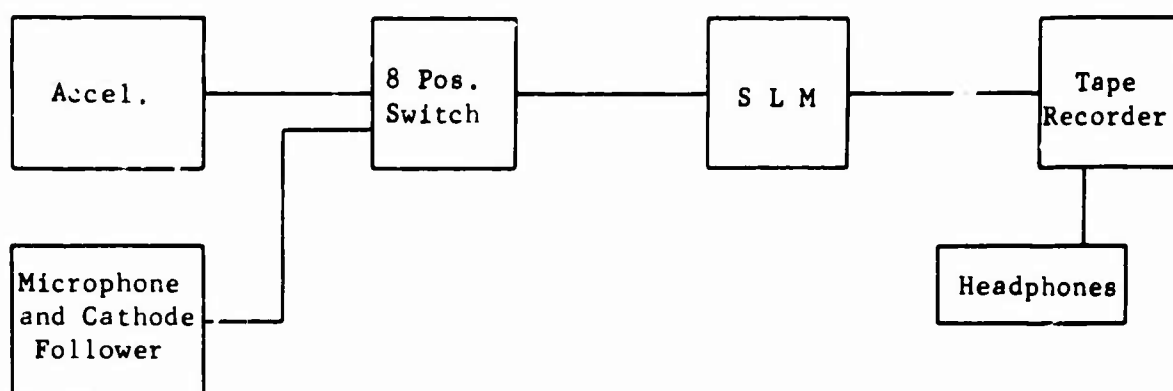 Accel.
8 Pos.
Switch
S L M
Tape
Recorder
Microphone
and Cathode
Follower
Headphones